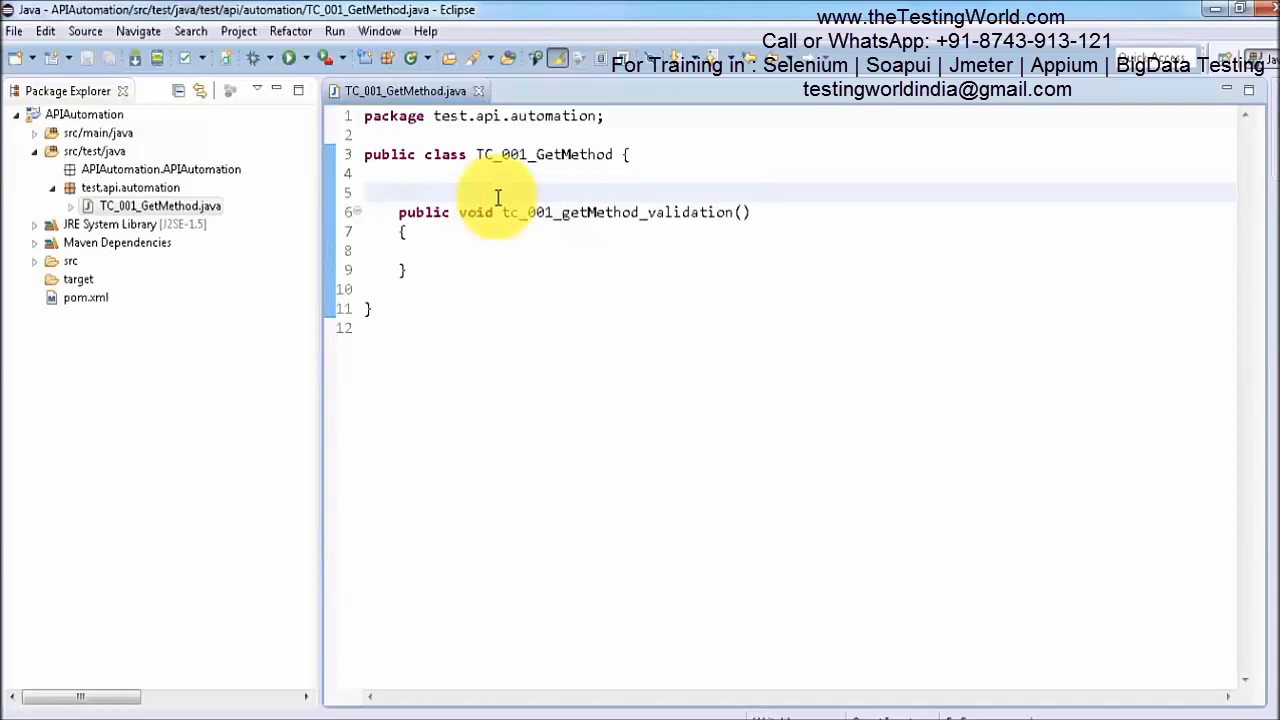 Java - APIAutomation/src/test/java/test/api/automation/TC_001_GetMethod.java - Eclipse
www.theTestingWorld.com
File Edit Source Navigate Search Project Refactor Run Window Help
Call or WhatsApp: +91-8743-913-121
For Training in : Selenium | Soapui | Jmeter | Appium | BigData Testing
Quick Access
testingworldindia@gmail.com
Package Explorer
TC_001_GetMethod.java
APIAutomation
src/main/java
src/test/java
APIAutomation.APIAutomation
test.api.automation
TC_001_GetMethod.java
JRE System Library [J2SE-1.5]
Maven Dependencies
src
target
pom.xml
1 package test.api.automation;
2
3 public class TC_001_GetMethod {
4
5
6 public void tc_001_getMethod_validation()
7 {
8
9 }
10
11 }
12